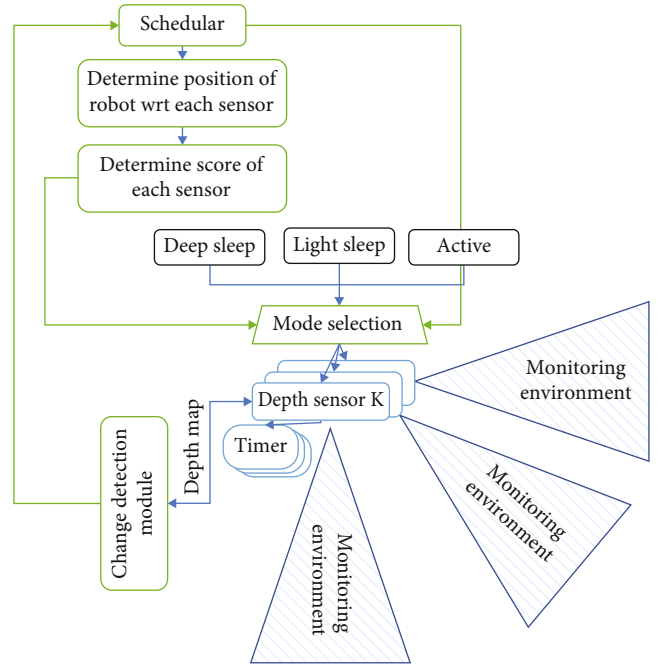 Schedular
Determine position of
robot wrt each sensor
Determine score of
each sensor
Deep sleep
Light sleep
Active
Mode selection
Monitoring
environment
Depth sensor K
Timer
Depth map
Change detection
module
Monitoring
environment
Monitoring
environment